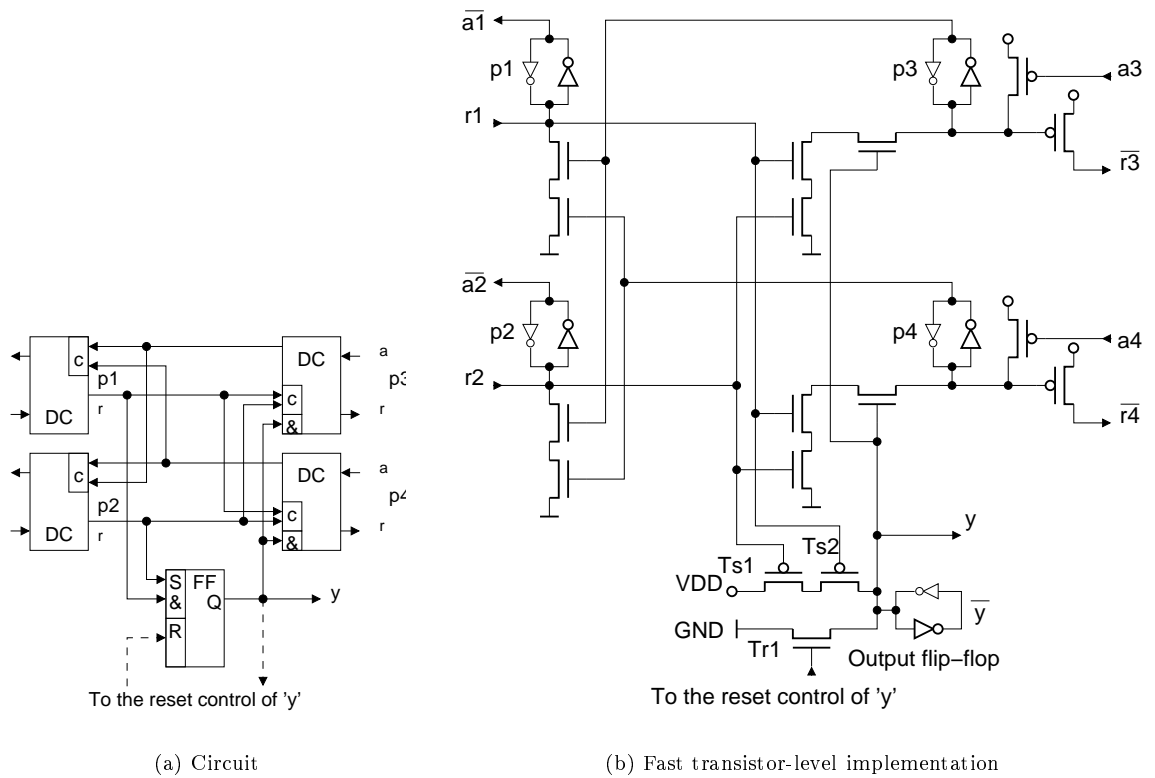 a1
p1
r1
p3
a3
r3
a2
p2
r2
p4
a4
r4
y
Ts1
Ts2
VDD
GND
Tr1
y
Output flip–flop
To the reset control of 'y'
(b) Fast transistor-level implementation
c
DC
p1
r
DC
a
p3
c
r
&
c
DC
p2
r
DC
a
p4
c
r
&
S
&
R
FF
Q
y
To the reset control of 'y'
(a) Circuit